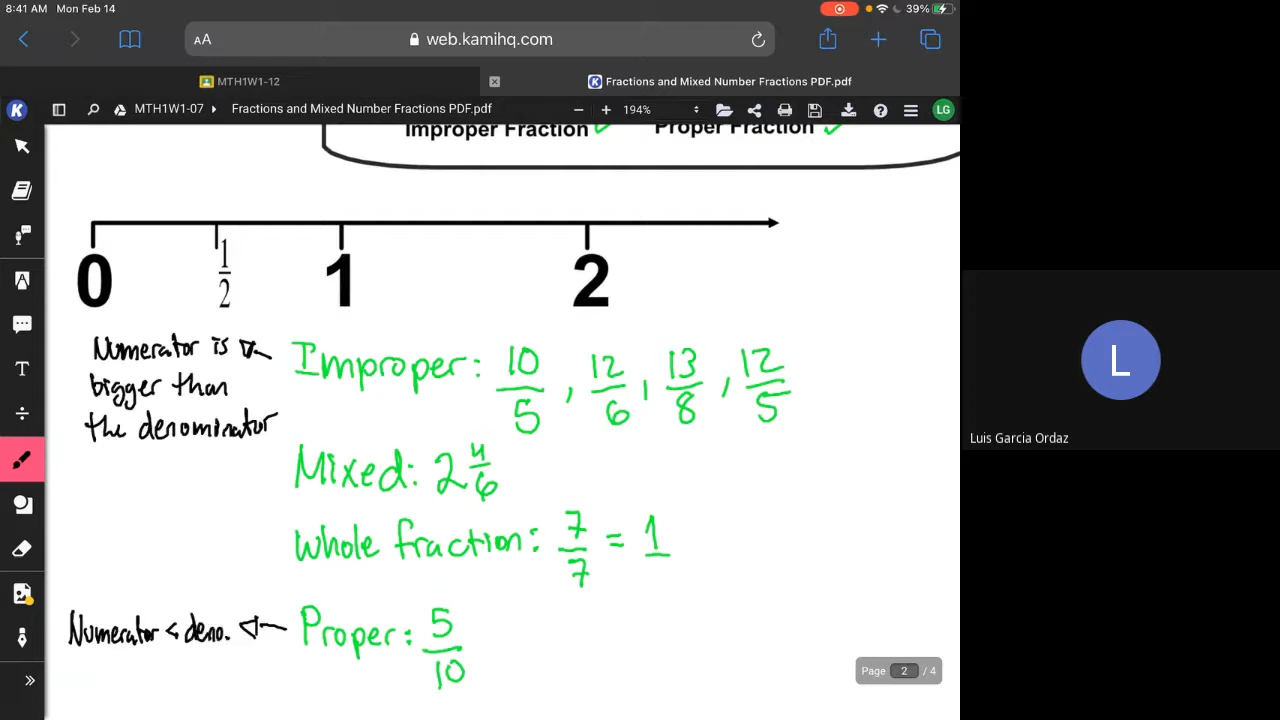 8:41 AM Mon Feb 14
39%
AA web.kamihq.com
MTH1W1-12
Fractions and Mixed Number Fractions PDF.pdf
K MTH1W1-07 Fractions and Mixed Number Fractions PDF.pdf
194%
LG
Improper Fraction ✓ Proper Fraction ✓
0 1/2 1 2
Numerator is
bigger than
the denominator
Improper: 10/5, 12/6, 13/8, 12/5
Mixed: 2 4/6
Whole fraction: 7/7 = 1
Numerator < deno.
Proper: 5/10
Page 2 / 4
L
Luis Garcia Ordaz